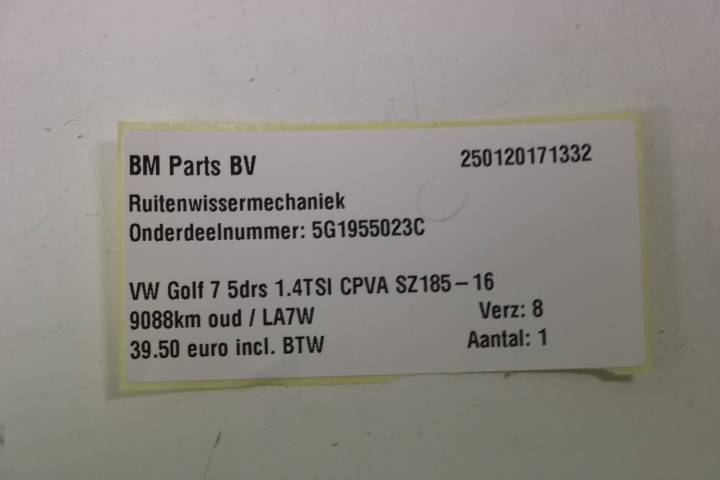 BM Parts BV 250120171332
Ruitenwissermechaniek
Onderdeelnummer: 5G1955023C
VW Golf 7 5drs 1.4TSI CPVA SZ185-16
9088km oud / LA7W Verz: 8
39.50 euro incl. BTW Aantal: 1